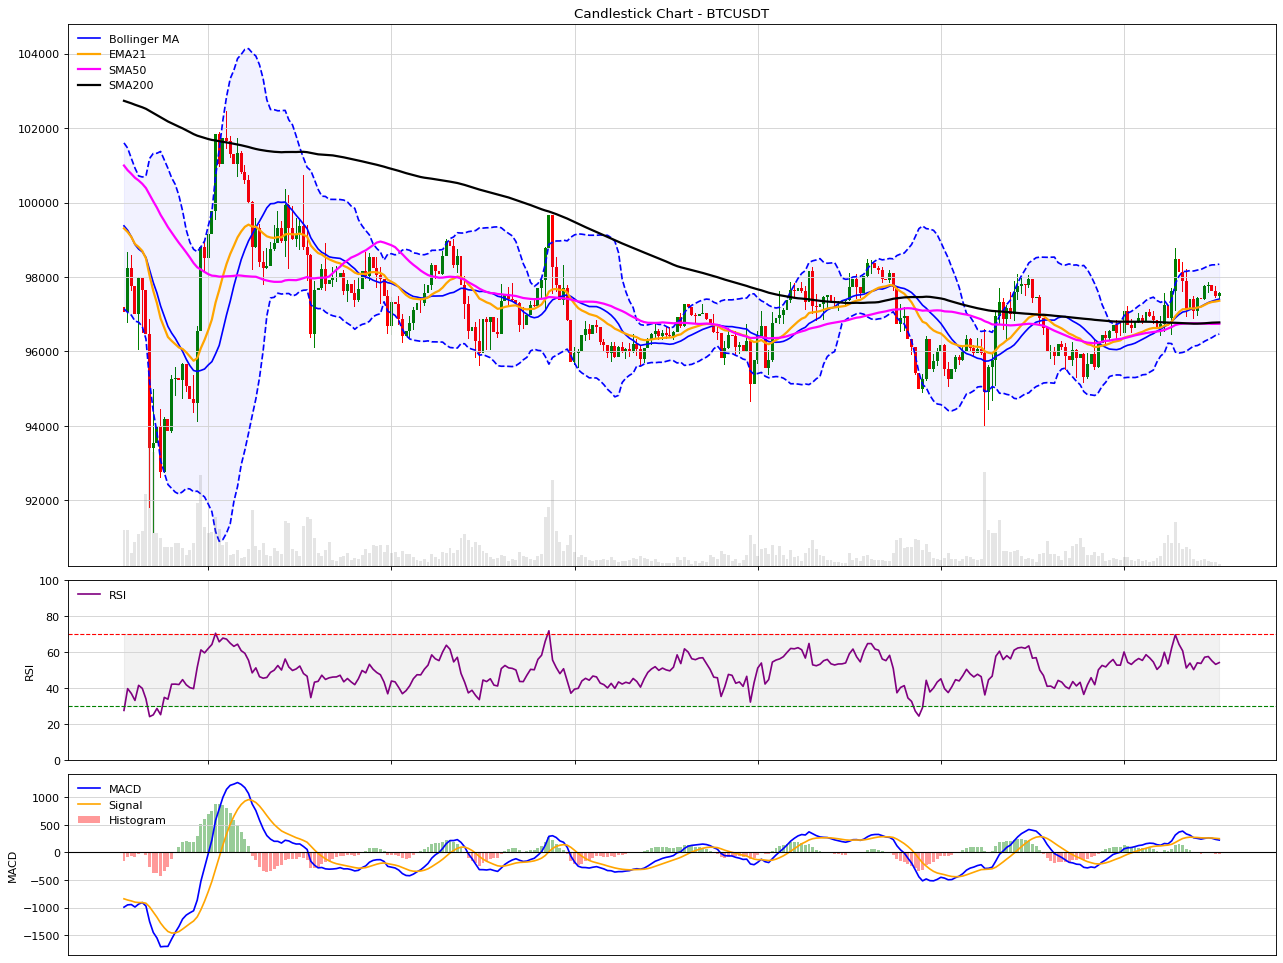 Candlestick Chart - BTCUSDT
Bollinger MA
EMA21
SMA50
SMA200
104000
102000
100000
98000
96000
94000
92000
RSI
100
80
60
40
20
0
RSI
MACD
Signal
Histogram
1000
500
0
−500
−1000
−1500
MACD